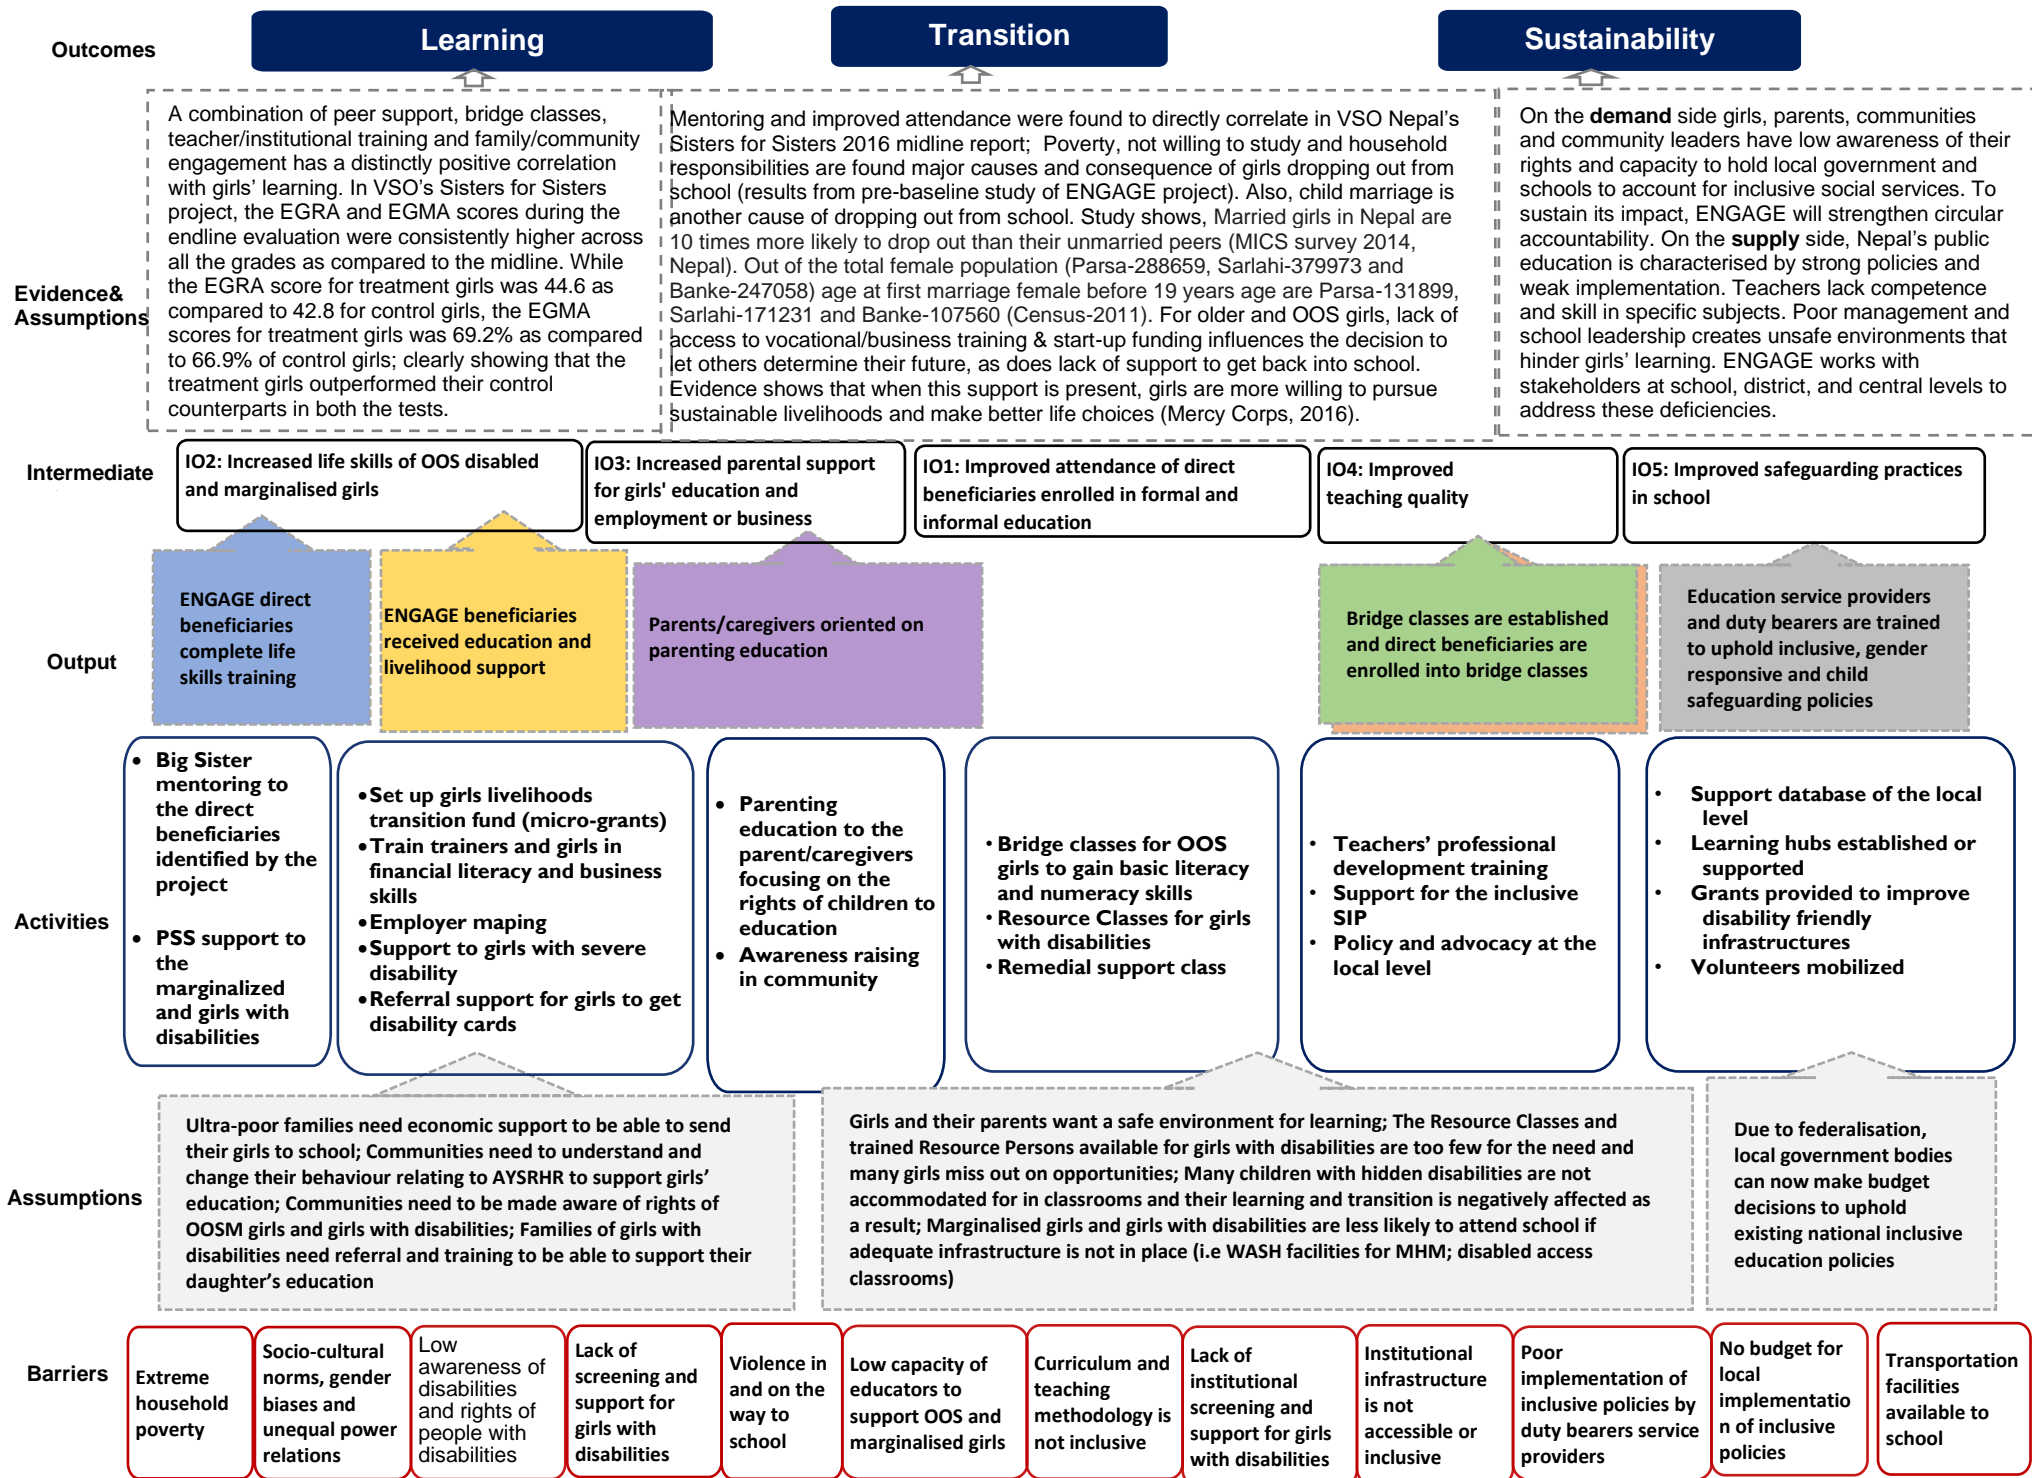 Outcomes
Learning
Transition
Sustainability
Evidence&
Assumptions
A combination of peer support, bridge classes,
teacher/institutional training and family/community
engagement has a distinctly positive correlation
with girls’ learning. In VSO’s Sisters for Sisters
project, the EGRA and EGMA scores during the
endline evaluation were consistently higher across
all the grades as compared to the midline. While
the EGRA score for treatment girls was 44.6 as
compared to 42.8 for control girls, the EGMA
scores for treatment girls was 69.2% as compared
to 66.9% of control girls; clearly showing that the
treatment girls outperformed their control
counterparts in both the tests.
Mentoring and improved attendance were found to directly correlate in VSO Nepal’s
Sisters for Sisters 2016 midline report;  Poverty, not willing to study and household
responsibilities are found major causes and consequence of girls dropping out from
school (results from pre-baseline study of ENGAGE project). Also, child marriage is
another cause of dropping out from school. Study shows, Married girls in Nepal are
10 times more likely to drop out than their unmarried peers (MICS survey 2014,
Nepal). Out of the total female population (Parsa-288659, Sarlahi-379973 and
Banke-247058) age at first marriage female before 19 years age are Parsa-131899,
Sarlahi-171231 and Banke-107560 (Census-2011). For older and OOS girls, lack of
access to vocational/business training & start-up funding influences the decision to
let others determine their future, as does lack of support to get back into school.
Evidence shows that when this support is present, girls are more willing to pursue
sustainable livelihoods and make better life choices (Mercy Corps, 2016).
On the demand side girls, parents, communities
and community leaders have low awareness of their
rights and capacity to hold local government and
schools to account for inclusive social services. To
sustain its impact, ENGAGE will strengthen circular
accountability. On the supply side, Nepal’s public
education is characterised by strong policies and
weak implementation. Teachers lack competence
and skill in specific subjects. Poor management and
school leadership creates unsafe environments that
hinder girls’ learning. ENGAGE works with
stakeholders at school, district, and central levels to
address these deficiencies.
Intermediate
IO2: Increased life skills of OOS disabled
and marginalised girls
IO3: Increased parental support
for girls' education and
employment or business
IO1: Improved attendance of direct
beneficiaries enrolled in formal and
informal education
IO4: Improved
teaching quality
IO5: Improved safeguarding practices
in school
Output
ENGAGE direct
beneficiaries
complete life
skills training
ENGAGE beneficiaries
received education and
livelihood support
Parents/caregivers oriented on
parenting education
Bridge classes are established
and direct beneficiaries are
enrolled into bridge classes
Education service providers
and duty bearers are trained
to uphold inclusive, gender
responsive and child
safeguarding policies
Activities
• Big Sister
mentoring to
the direct
beneficiaries
identified by the
project
• PSS support to
the
marginalized
and girls with
disabilities
• Set up girls livelihoods
transition fund (micro-grants)
• Train trainers and girls in
financial literacy and business
skills
• Employer maping
• Support to girls with severe
disability
• Referral support for girls to get
disability cards
• Parenting
education to the
parent/caregivers
focusing on the
rights of children to
education
• Awareness raising
in community
• Bridge classes for OOS
girls to gain basic literacy
and numeracy skills
• Resource Classes for girls
with disabilities
• Remedial support class
• Teachers’ professional
development training
• Support for the inclusive
SIP
• Policy and advocacy at the
local level
• Support database of the local
level
• Learning hubs established or
supported
• Grants provided to improve
disability friendly
infrastructures
• Volunteers mobilized
Assumptions
Ultra-poor families need economic support to be able to send
their girls to school; Communities need to understand and
change their behaviour relating to AYSRHR to support girls’
education; Communities need to be made aware of rights of
OOSM girls and girls with disabilities; Families of girls with
disabilities need referral and training to be able to support their
daughter’s education
Girls and their parents want a safe environment for learning; The Resource Classes and
trained Resource Persons available for girls with disabilities are too few for the need and
many girls miss out on opportunities; Many children with hidden disabilities are not
accommodated for in classrooms and their learning and transition is negatively affected as
a result; Marginalised girls and girls with disabilities are less likely to attend school if
adequate infrastructure is not in place (i.e WASH facilities for MHM; disabled access
classrooms)
Due to federalisation,
local government bodies
can now make budget
decisions to uphold
existing national inclusive
education policies
Barriers
Extreme
household
poverty
Socio-cultural
norms, gender
biases and
unequal power
relations
Low
awareness of
disabilities
and rights of
people with
disabilities
Lack of
screening and
support for
girls with
disabilities
Violence in
and on the
way to
school
Low capacity of
educators to
support OOS and
marginalised girls
Curriculum and
teaching
methodology is
not inclusive
Lack of
institutional
screening and
support for girls
with disabilities
Institutional
infrastructure
is not
accessible or
inclusive
Poor
implementation of
inclusive policies by
duty bearers service
providers
No budget for
local
implementatio
n of inclusive
policies
Transportation
facilities
available to
school